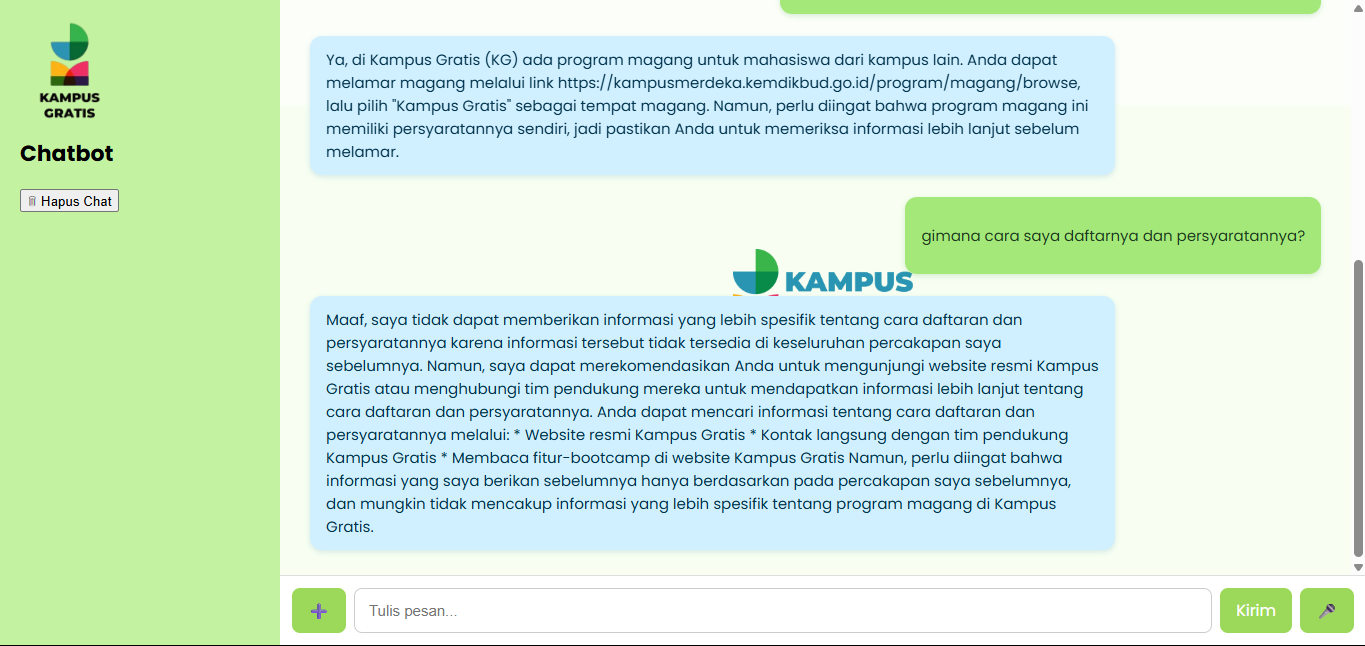 KAMPUS
GRATIS
Chatbot
Hapus Chat
Ya, di Kampus Gratis (KG) ada program magang untuk mahasiswa dari kampus lain. Anda dapat
melamar magang melalui link https://kampusmerdeka.kemdikbud.go.id/program/magang/browse,
lalu pilih "Kampus Gratis" sebagai tempat magang. Namun, perlu diingat bahwa program magang ini
memiliki persyaratannya sendiri, jadi pastikan Anda untuk memeriksa informasi lebih lanjut sebelum
melamar.
gimana cara saya daftarnya dan persyaratannya?
KAMPUS
Maaf, saya tidak dapat memberikan informasi yang lebih spesifik tentang cara daftaran dan
persyaratannya karena informasi tersebut tidak tersedia di keseluruhan percakapan saya
sebelumnya. Namun, saya dapat merekomendasikan Anda untuk mengunjungi website resmi Kampus
Gratis atau menghubungi tim pendukung mereka untuk mendapatkan informasi lebih lanjut tentang
cara daftaran dan persyaratannya. Anda dapat mencari informasi tentang cara daftaran dan
persyaratannya melalui: * Website resmi Kampus Gratis * Kontak langsung dengan tim pendukung
Kampus Gratis * Membaca fitur-bootcamp di website Kampus Gratis Namun, perlu diingat bahwa
informasi yang saya berikan sebelumnya hanya berdasarkan pada percakapan saya sebelumnya,
dan mungkin tidak mencakup informasi yang lebih spesifik tentang program magang di Kampus
Gratis.
Tulis pesan...
Kirim